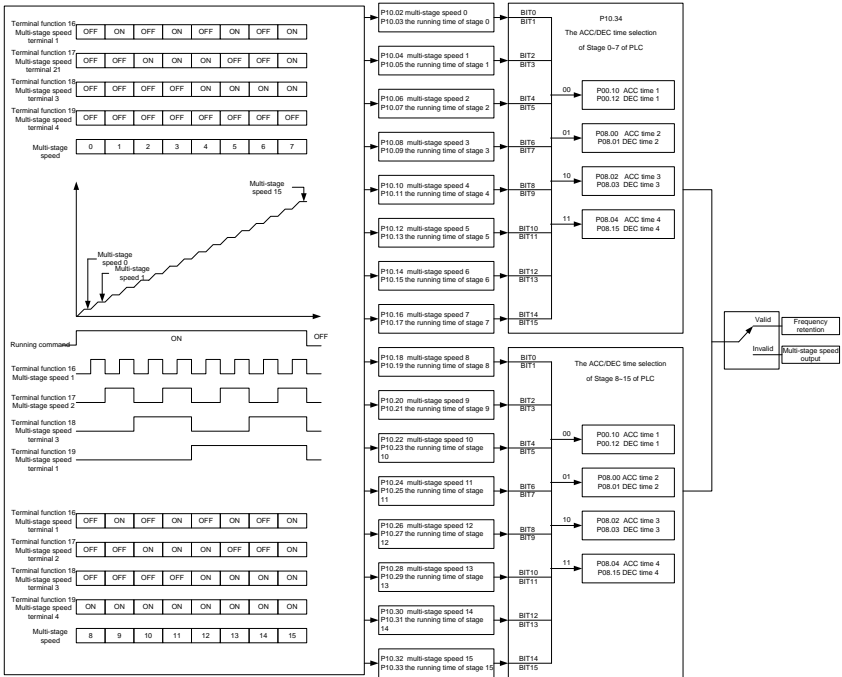 Terminal function 16
Multi-stage speed
terminal 1
OFF ON OFF ON OFF ON OFF ON
Terminal function 17
Multi-stage speed
terminal 21
OFF OFF ON ON OFF OFF ON ON
Terminal function 18
Multi-stage speed
terminal 3
OFF OFF OFF OFF ON ON ON ON
Terminal function 19
Multi-stage speed
terminal 4
OFF OFF OFF OFF OFF OFF OFF OFF
Multi-stage
speed
0 1 2 3 4 5 6 7
Multi-stage
speed 15
Multi-stage
speed 0
Multi-stage
speed 1
Running command
ON
OFF
Terminal function 16
Multi-stage speed 1
Terminal function 17
Multi-stage speed 2
Terminal function 18
Multi-stage speed
terminal 3
Terminal function 19
Multi-stage speed
terminal 1
Terminal function 16
Multi-stage speed
terminal 1
OFF ON OFF ON OFF ON OFF ON
Terminal function 17
Multi-stage speed
terminal 2
OFF OFF ON ON OFF OFF ON ON
Terminal function 18
Multi-stage speed
terminal 3
OFF OFF OFF OFF ON ON ON ON
Terminal function 19
Multi-stage speed
terminal 4
ON ON ON ON ON ON ON ON
Multi-stage
speed
8 9 10 11 12 13 14 15
P10.02 multi-stage speed 0
P10.03 the running time of stage 0
P10.04 multi-stage speed 1
P10.05 the running time of stage 1
P10.06 multi-stage speed 2
P10.07 the running time of stage 2
P10.08 multi-stage speed 3
P10.09 the running time of stage 3
P10.10 multi-stage speed 4
P10.11 the running time of stage 4
P10.12 multi-stage speed 5
P10.13 the running time of stage 5
P10.14 multi-stage speed 6
P10.15 the running time of stage 6
P10.16 multi-stage speed 7
P10.17 the running time of stage 7
P10.18 multi-stage speed 8
P10.19 the running time of stage 8
P10.20 multi-stage speed 9
P10.21 the running time of stage 9
P10.22 multi-stage speed 10
P10.23 the running time of stage
10
P10.24 multi-stage speed 11
P10.25 the running time of stage
11
P10.26 multi-stage speed 12
P10.27 the running time of stage
12
P10.28 multi-stage speed 13
P10.29 the running time of stage
13
P10.30 multi-stage speed 14
P10.31 the running time of stage
14
P10.32 multi-stage speed 15
P10.33 the running time of stage 15
BIT0
BIT1
BIT2
BIT3
BIT4
BIT5
BIT6
BIT7
BIT8
BIT9
BIT10
BIT11
BIT12
BIT13
BIT14
BIT15
P10.34
The ACC/DEC time selection
of Stage 0~7 of PLC
00
P00.10 ACC time 1
P00.12 DEC time 1
01
P08.00 ACC time 2
P08.01 DEC time 2
10
P08.02 ACC time 3
P08.03 DEC time 3
11
P08.04 ACC time 4
P08.15 DEC time 4
BIT0
BIT1
BIT2
BIT3
BIT4
BIT5
BIT6
BIT7
BIT8
BIT9
BIT10
BIT11
BIT12
BIT13
BIT14
BIT15
The ACC/DEC time selection
of Stage 8~15 of PLC
00
P00.10 ACC time 1
P00.12 DEC time 1
01
P08.00 ACC time 2
P08.01 DEC time 2
10
P08.02 ACC time 3
P08.03 DEC time 3
11
P08.04 ACC time 4
P08.15 DEC time 4
Valid
Frequency
retention
Invalid
Multi-stage speed
output